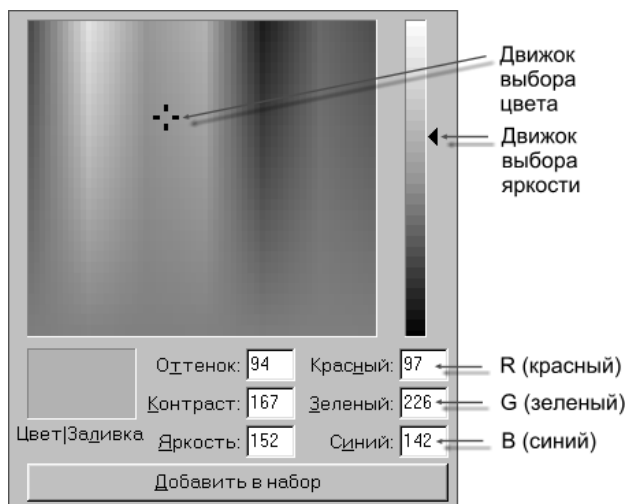 Движок
выбора
цвета
Движок
выбора
яркости
Оттенок: 94 Красный: 97 R (красный)
Контраст: 167 Зеленый: 226 G (зеленый)
Цвет|Заливка Яркость: 152 Синий: 142 B (синий)
Добавить в набор